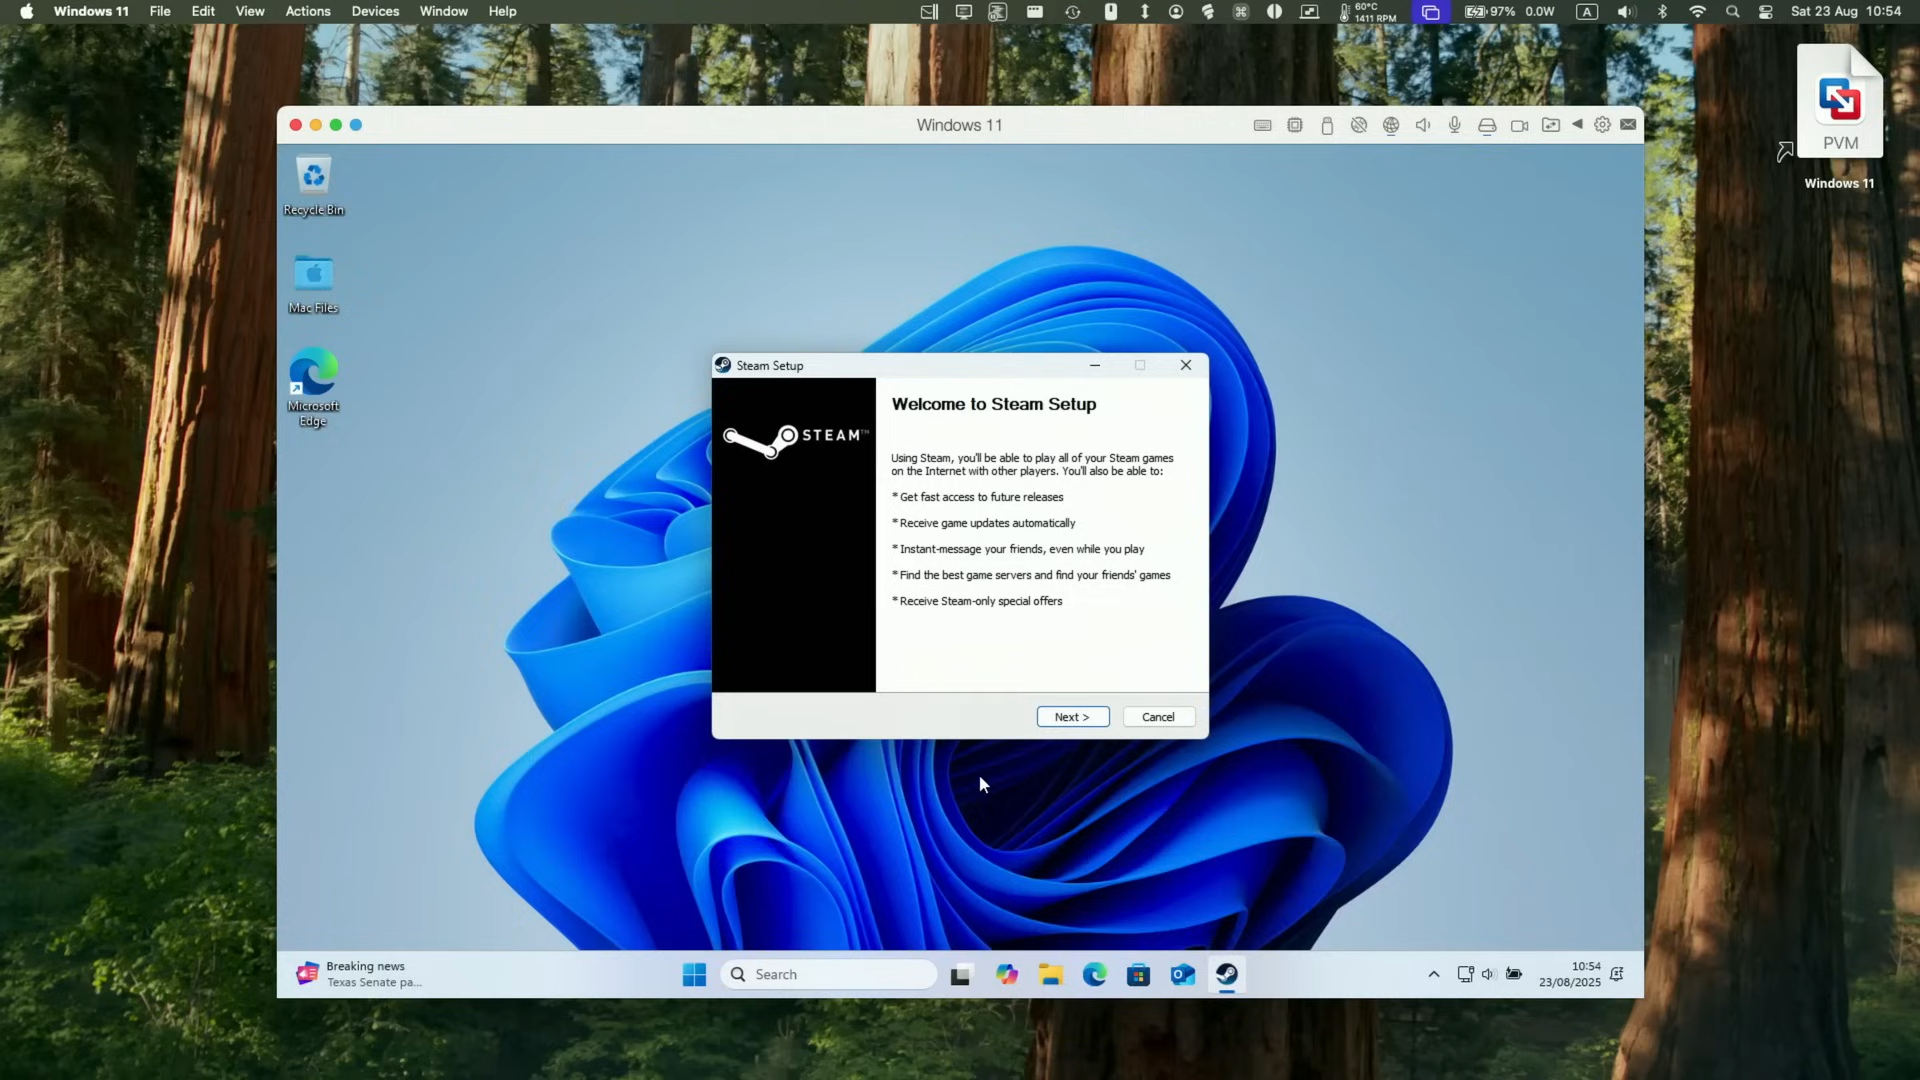 Windows 11 File Edit View Actions Devices Window Help
60°C
1411 RPM
97% 0.0W A Sat 23 Aug 10:54
PVM
Windows 11
Windows 11
Recycle Bin
Mac Files
Microsoft
Edge
Steam Setup
STEAM™
Welcome to Steam Setup
Using Steam, you'll be able to play all of your Steam games
on the Internet with other players. You'll also be able to:
* Get fast access to future releases
* Receive game updates automatically
* Instant-message your friends, even while you play
* Find the best game servers and find your friends' games
* Receive Steam-only special offers
Next > Cancel
Breaking news
Texas Senate pa...
Search
10:54
23/08/2025